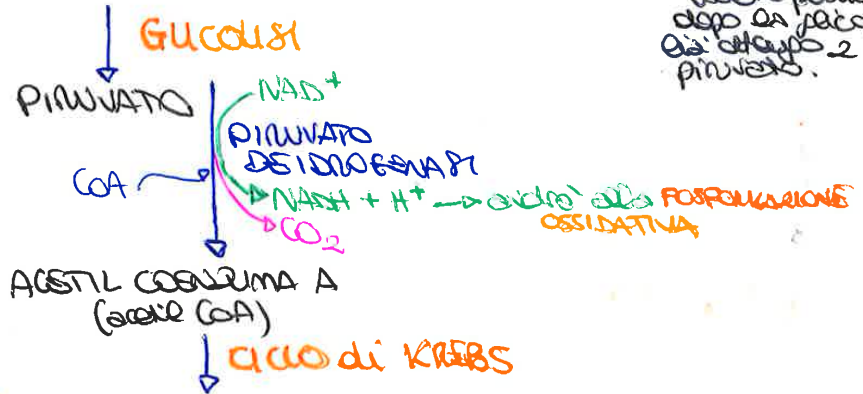 GLICOLISI
dopo la
2
piruvato.
PIRUVATO
NAD⁺
PIRUVATO
DEIDROGENASI
CoA
NADH + H⁺ → andrà alla FOSFORILAZIONE
OSSIDATIVA
CO₂
ACETIL COENZIMA A
(acetil CoA)
CICLO di KREBS